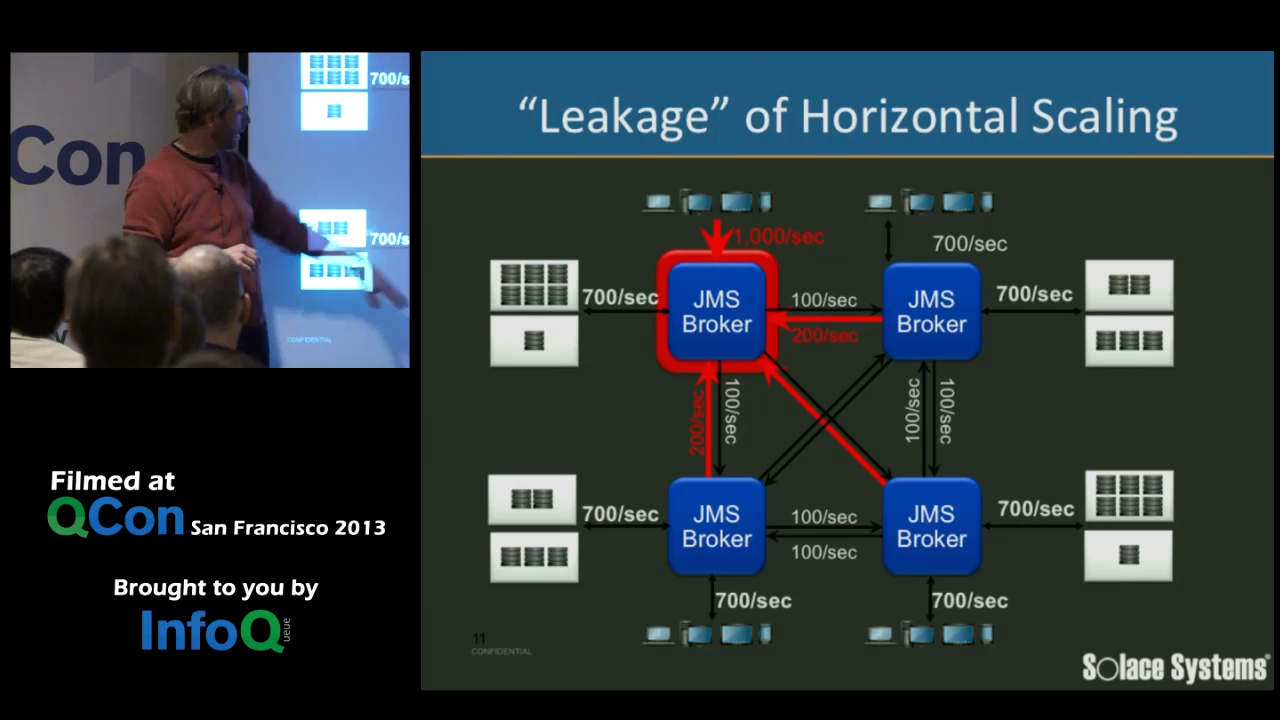 Con
700/s
700/s
CONFIDENTIAL
Filmed at
QCon San Francisco 2013
Brought to you by
InfoQueue
“Leakage” of Horizontal Scaling
1,000/sec
700/sec
700/sec
JMS
Broker
100/sec
200/sec
JMS
Broker
700/sec
200/sec
100/sec
100/sec
100/sec
700/sec
JMS
Broker
100/sec
100/sec
JMS
Broker
700/sec
700/sec
700/sec
11
CONFIDENTIAL
Solace Systems